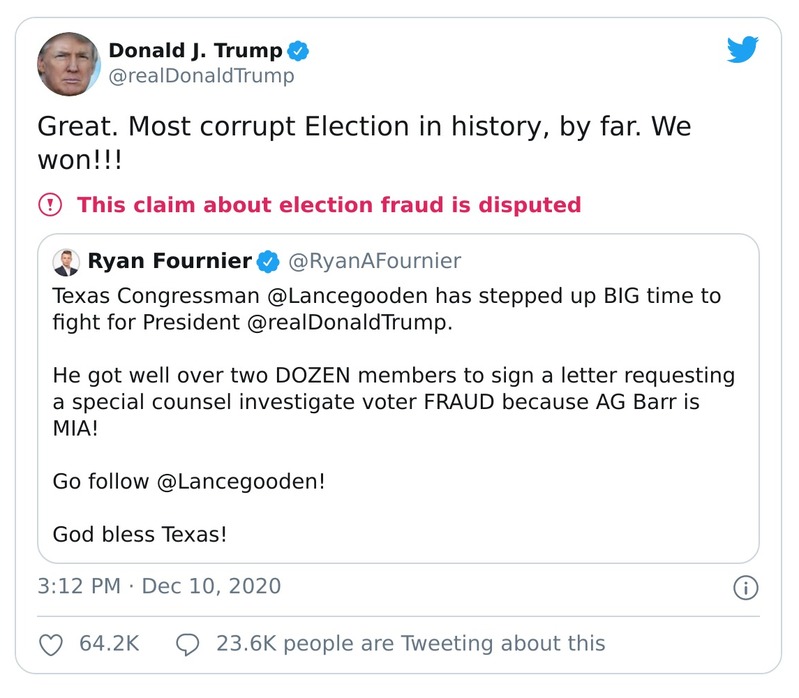 Donald J. Trump
@realDonaldTrump
Great. Most corrupt Election in history, by far. We
won!!!
This claim about election fraud is disputed
Ryan Fournier @RyanAFournier
Texas Congressman @Lancegooden has stepped up BIG time to
fight for President @realDonaldTrump.
He got well over two DOZEN members to sign a letter requesting
a special counsel investigate voter FRAUD because AG Barr is
MIA!
Go follow @Lancegooden!
God bless Texas!
3:12 PM · Dec 10, 2020
64.2K 23.6K people are Tweeting about this